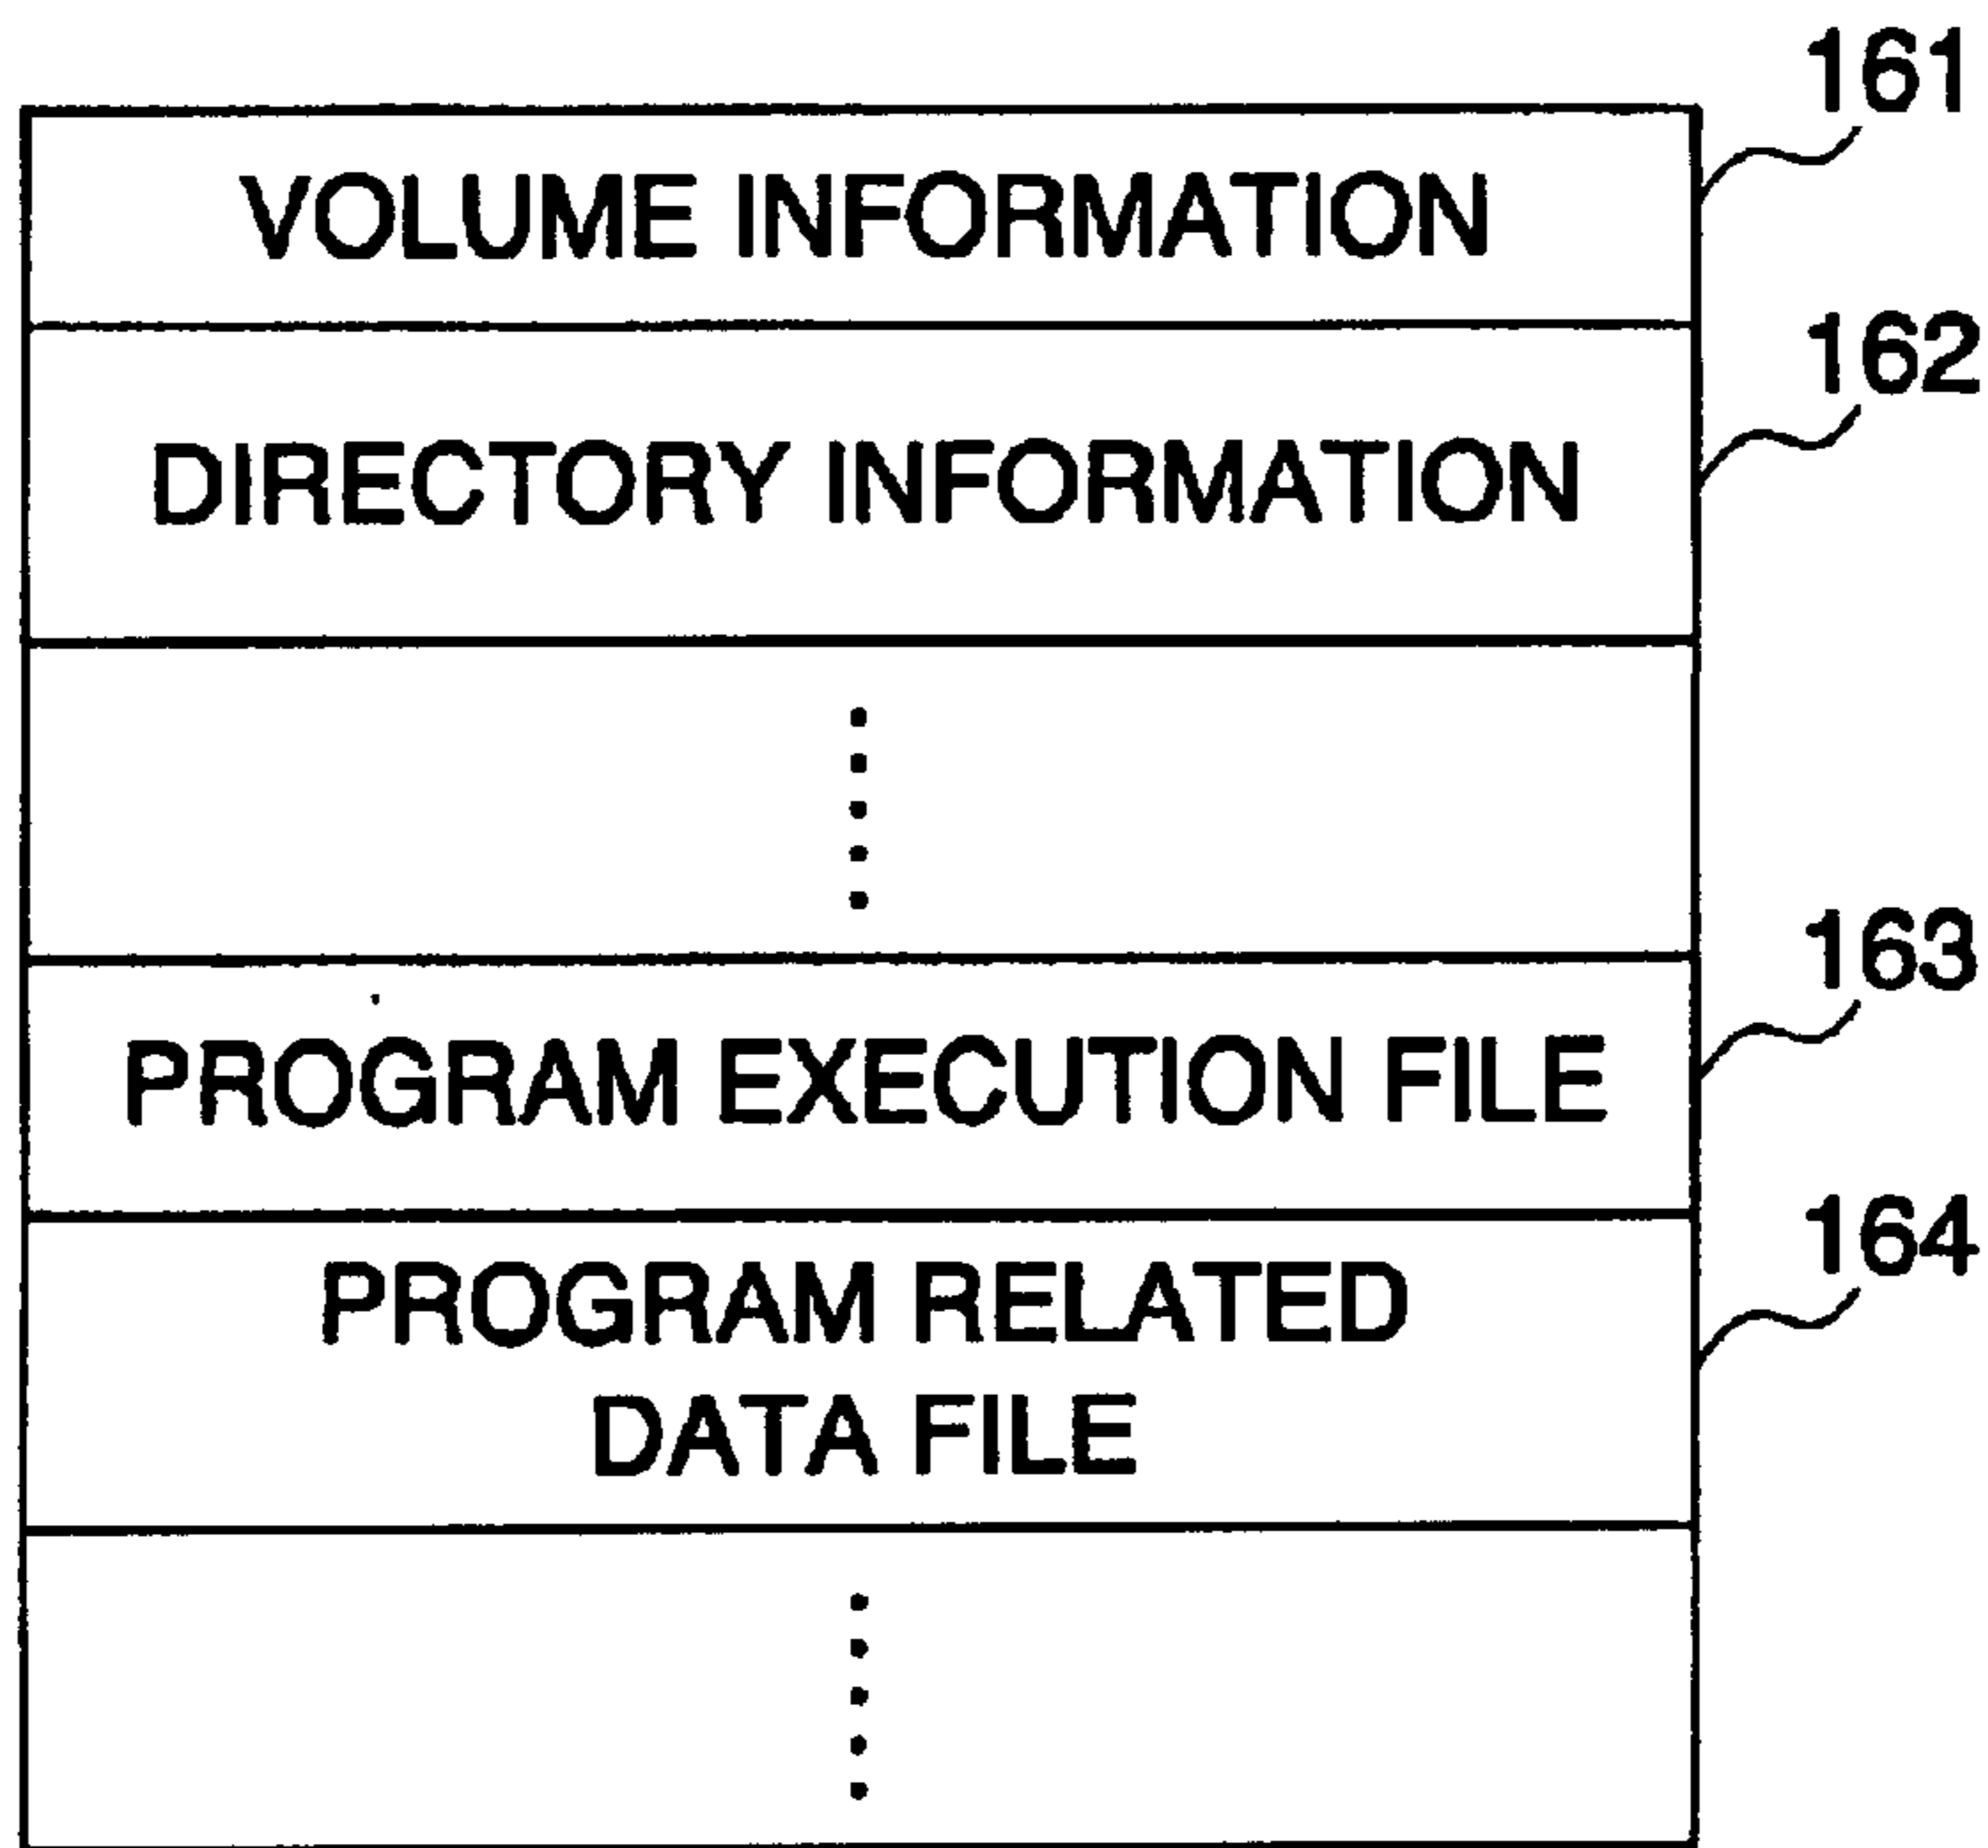 161
VOLUME INFORMATION
162
DIRECTORY INFORMATION
163
PROGRAM EXECUTION FILE
164
PROGRAM RELATED
DATA FILE